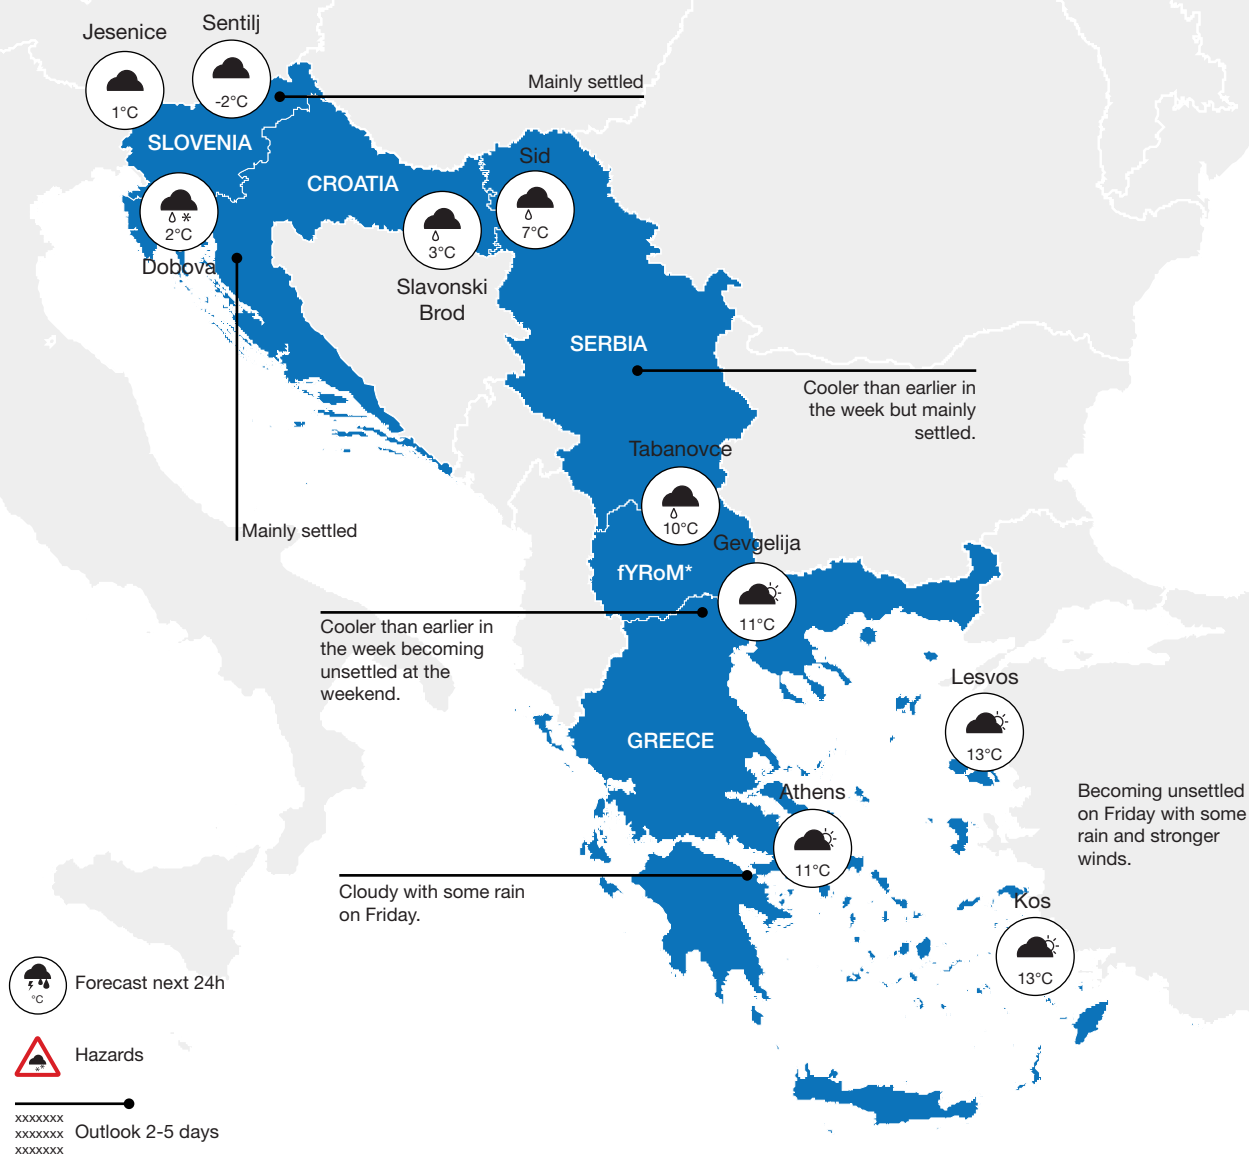 Jesenice
Sentilj
1°C
-2°C
Mainly settled
SLOVENIA
CROATIA
Sid
2°C
3°C
7°C
Dobova
Slavonski
Brod
SERBIA
Cooler than earlier in
the week but mainly
settled.
Tabanovce
10°C
Mainly settled
Gevgelija
fYRoM*
11°C
Cooler than earlier in
the week becoming
unsettled at the
weekend.
Lesvos
13°C
GREECE
Athens
11°C
Becoming unsettled
on Friday with some
rain and stronger
winds.
Cloudy with some rain
on Friday.
Kos
13°C
°C
Forecast next 24h
Hazards
xxxxxxx
xxxxxxx
xxxxxxx
Outlook 2-5 days